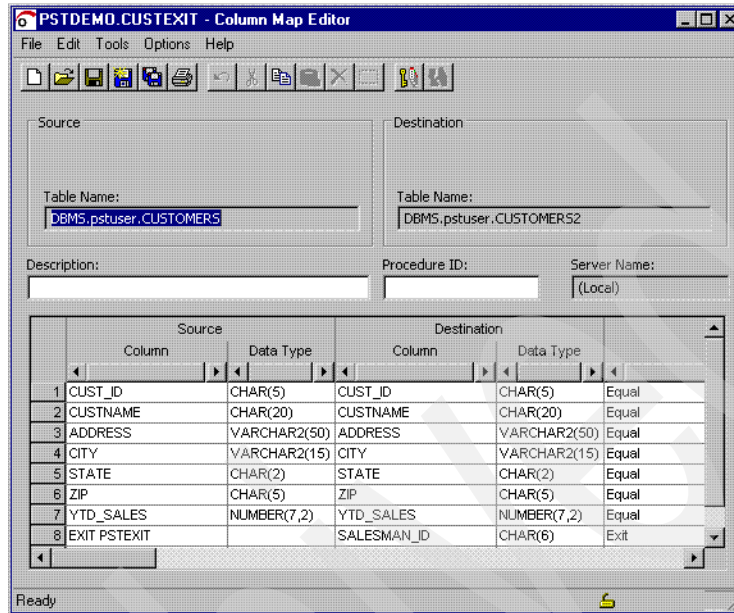 PSTDEMO.CUSTEXIT - Column Map Editor
File Edit Tools Options Help
Source Destination
Table Name: Table Name:
DBMS.pstuser.CUSTOMERS DBMS.pstuser.CUSTOMERS2
Description: Procedure ID: Server Name:
(Local)
Source Destination
Column Data Type Column Data Type
1 CUST_ID CHAR(5) CUST_ID CHAR(5) Equal
2 CUSTNAME CHAR(20) CUSTNAME CHAR(20) Equal
3 ADDRESS VARCHAR2(50) ADDRESS VARCHAR2(50) Equal
4 CITY VARCHAR2(15) CITY VARCHAR2(15) Equal
5 STATE CHAR(2) STATE CHAR(2) Equal
6 ZIP CHAR(5) ZIP CHAR(5) Equal
7 YTD_SALES NUMBER(7,2) YTD_SALES NUMBER(7,2) Equal
8 EXIT PSTEXIT SALESMAN_ID CHAR(6) Exit
Ready